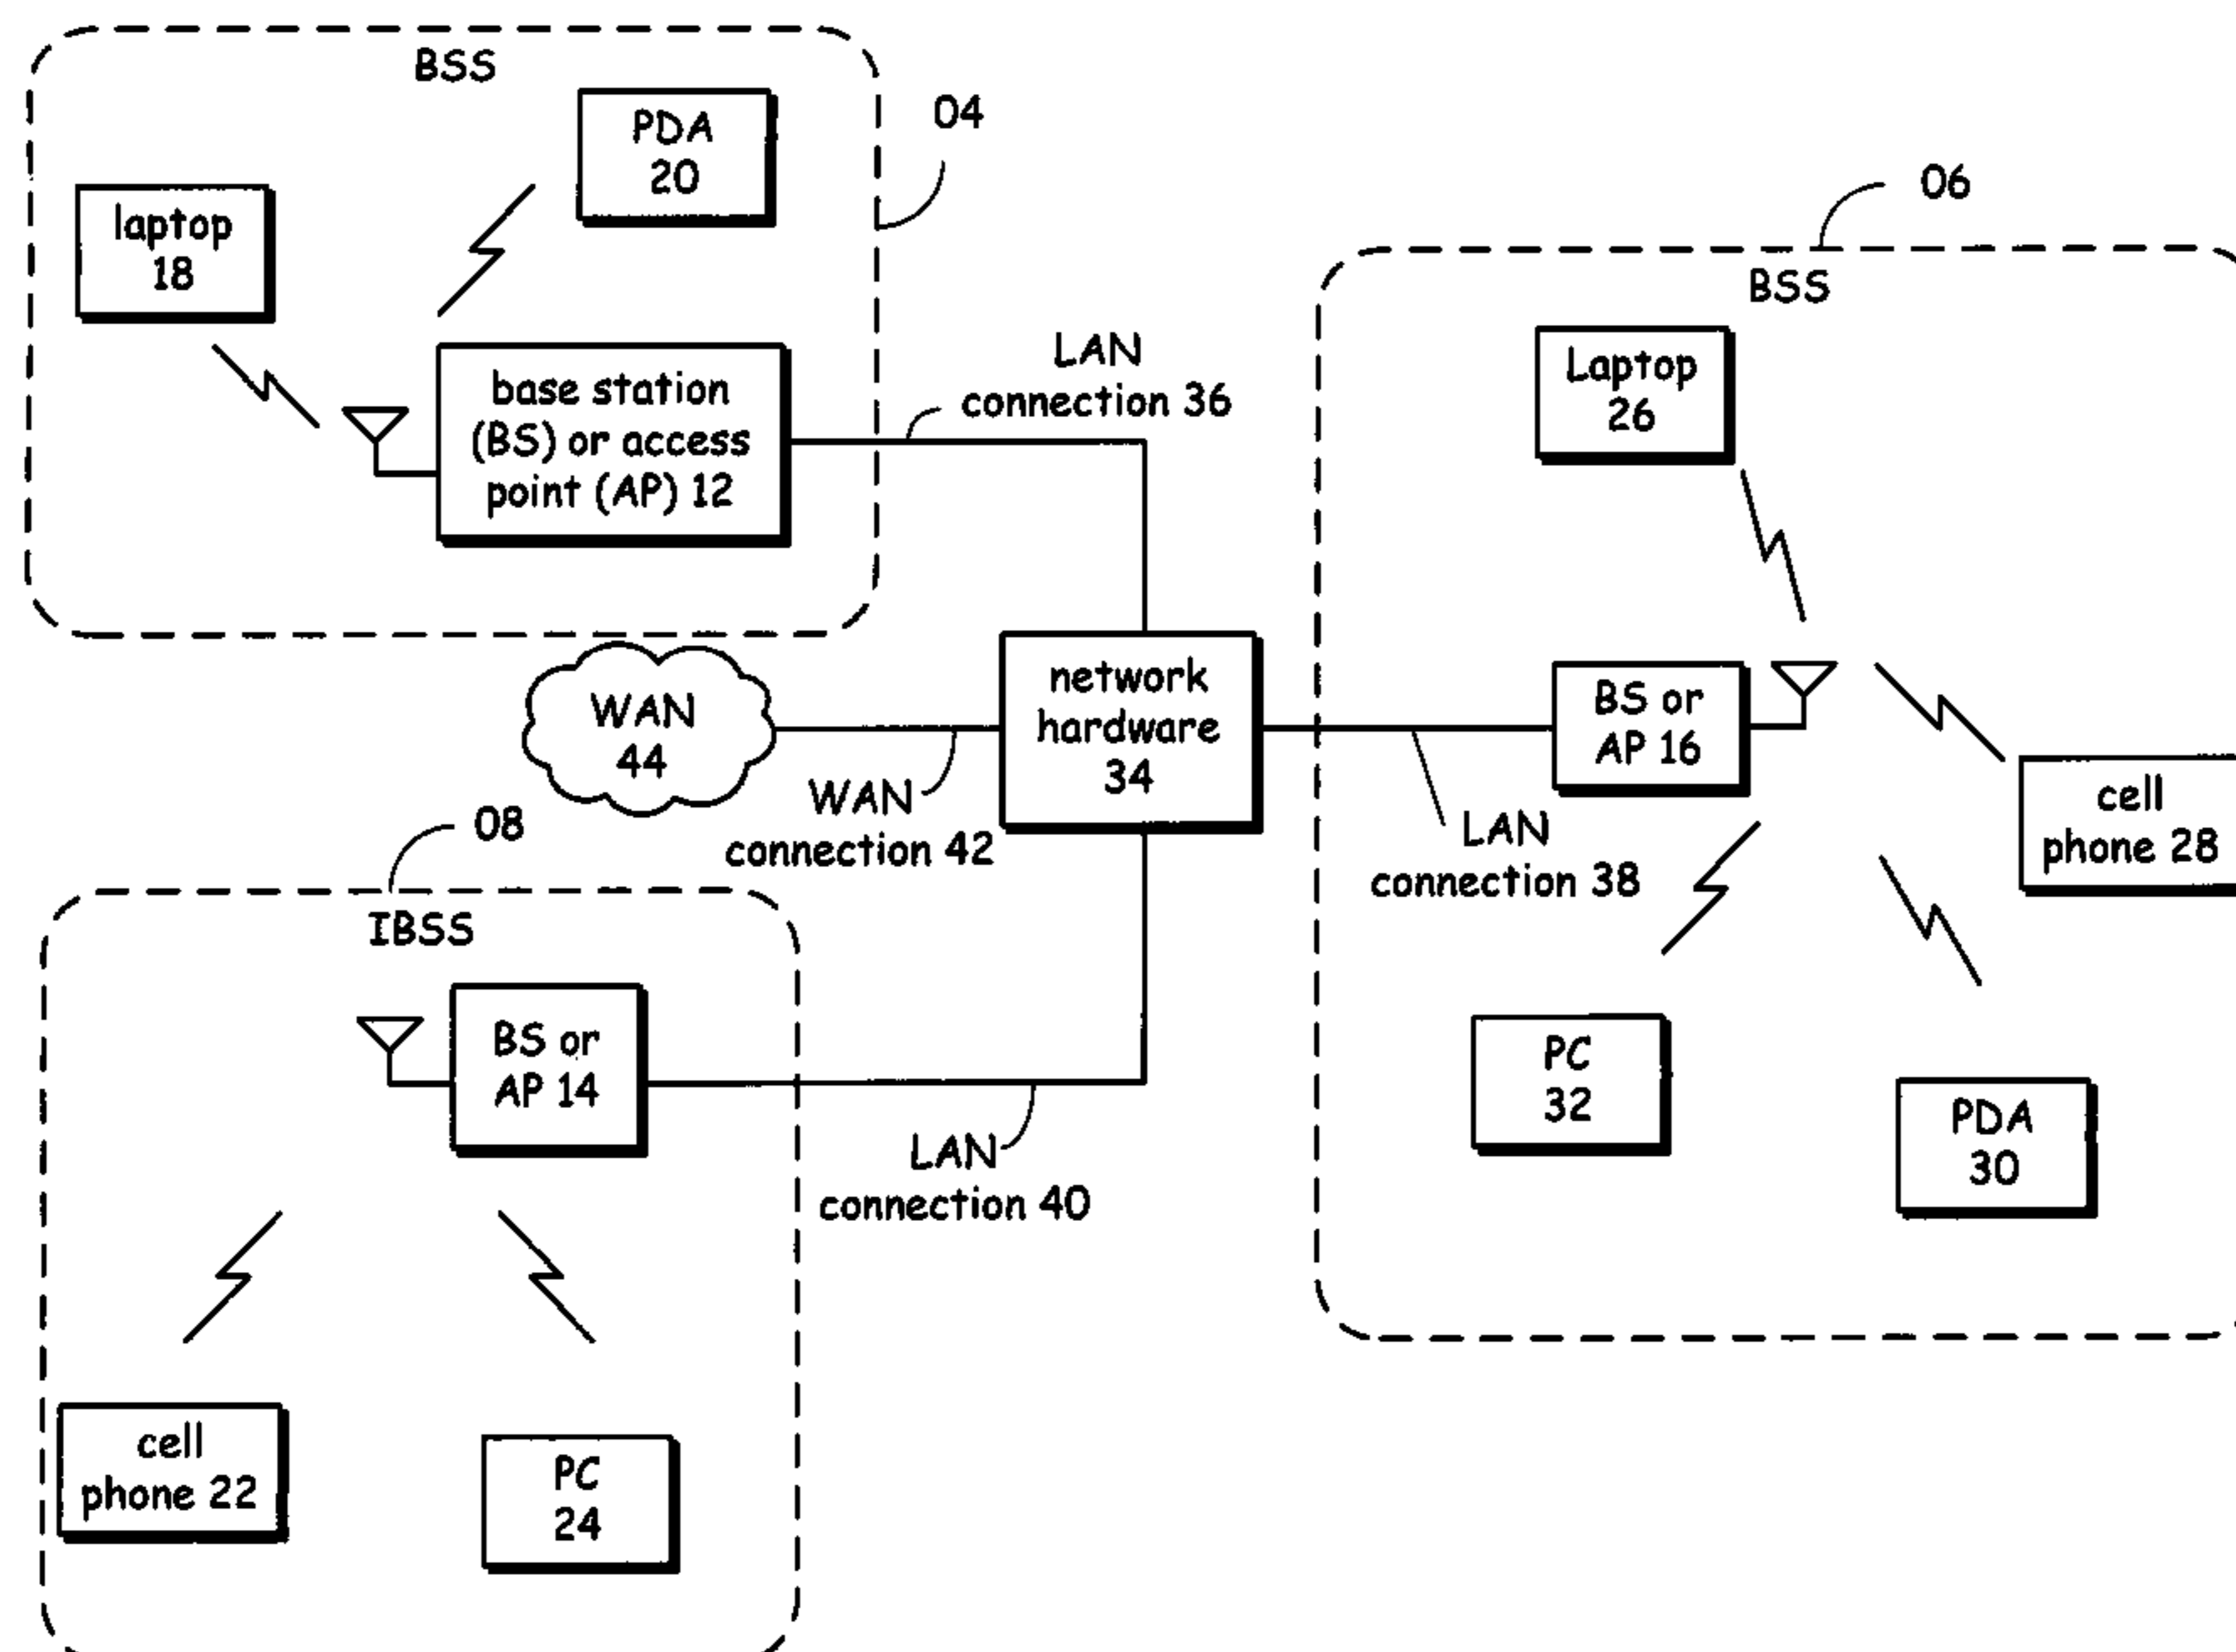 BSS
PDA
20
04
laptop
18
base station
(BS) or access
point (AP) 12
LAN
connection 36
06
BSS
Laptop
26
WAN
44
network
hardware
34
WAN
connection 42
BS or
AP 16
LAN
connection 38
cell
phone 28
PC
32
PDA
30
08
IBSS
BS or
AP 14
LAN
connection 40
cell
phone 22
PC
24